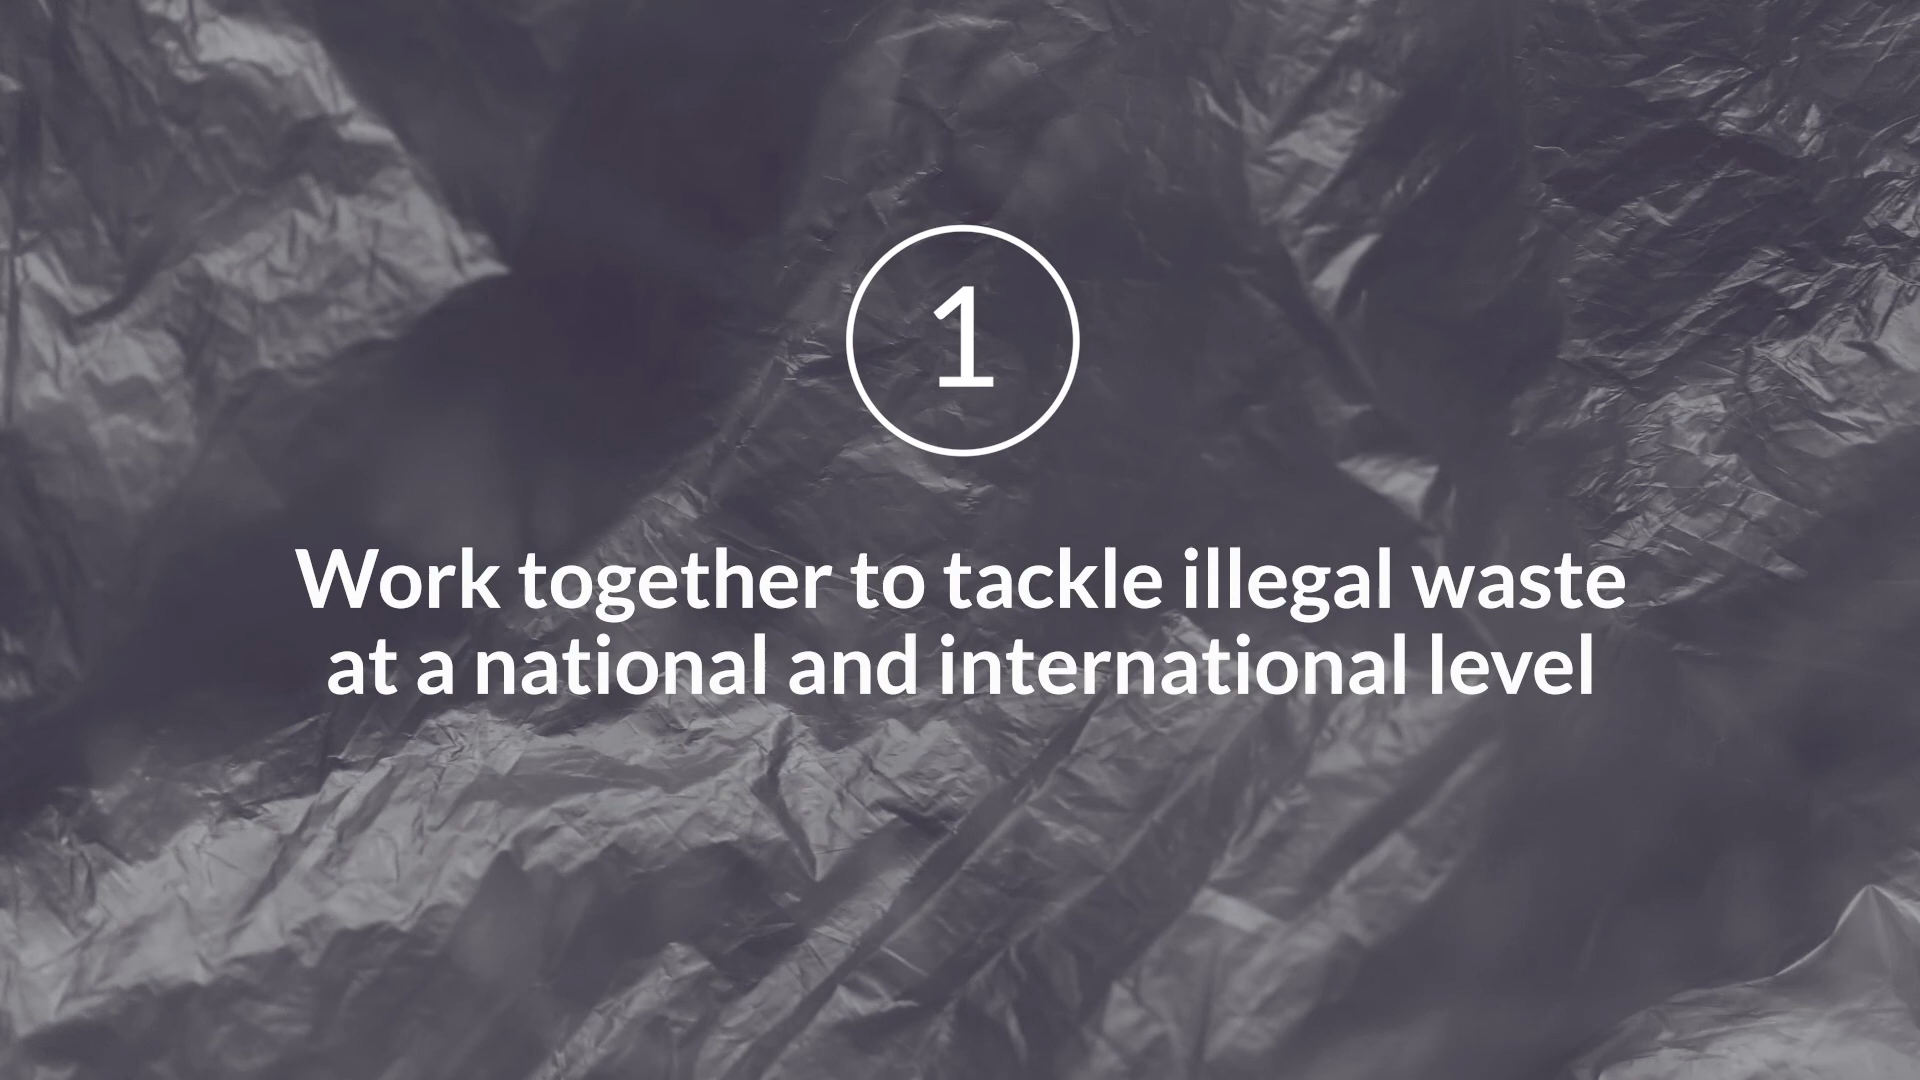 1
Work together to tackle illegal waste
at a national and international level